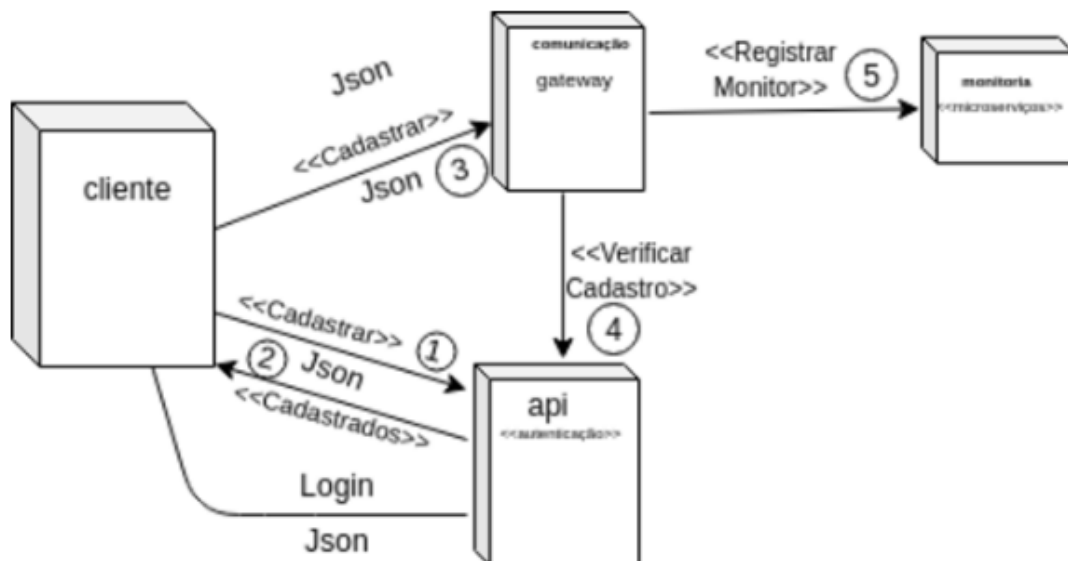 comunicação
gateway
<<Registrar
Monitor>>
5
monitoria
<<microserviços>>
Json
<<Cadastrar>>
Json
3
cliente
<<Verificar
Cadastro>>
4
<<Cadastrar>>
1
2
Json
<<Cadastrados>>
api
<<autenticação>>
Login
Json